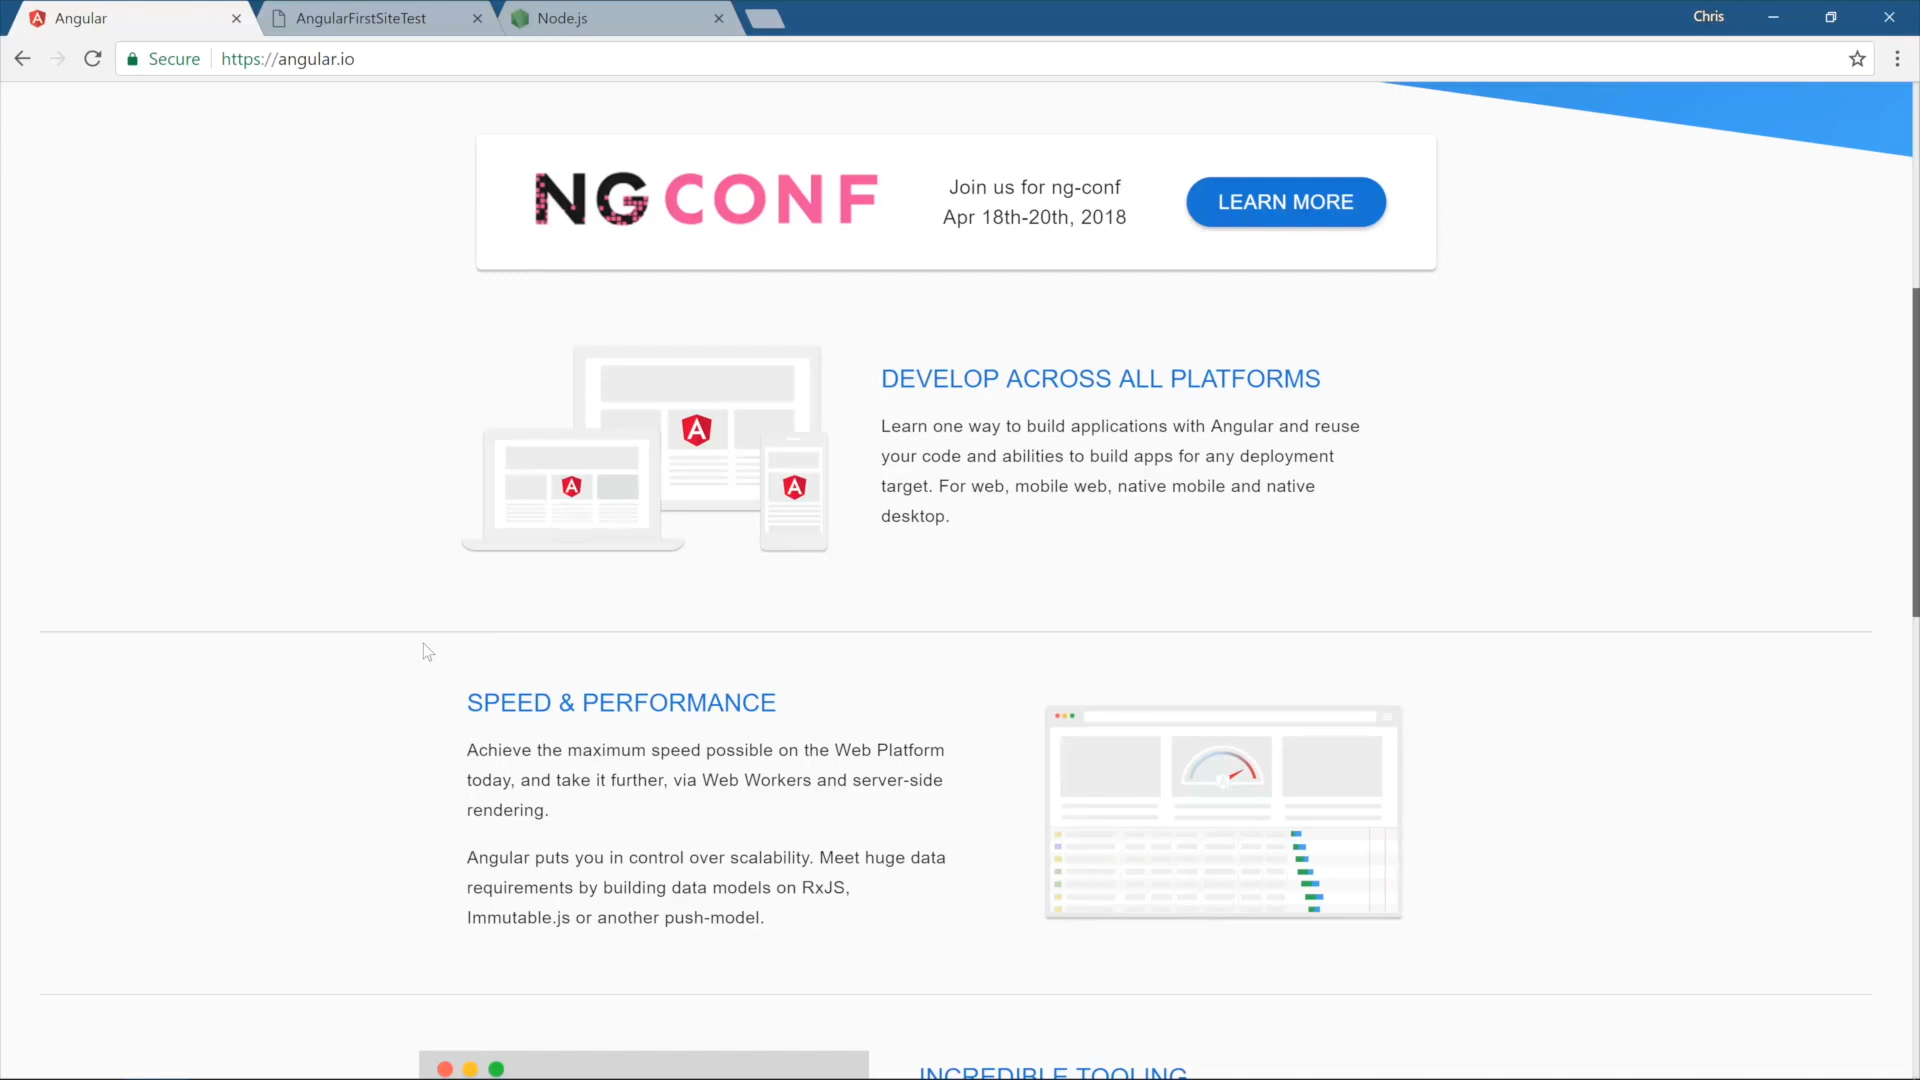 Angular
AngularFirstSiteTest
Node.js
Chris
Secure
https://angular.io
NG CONF
Join us for ng-conf
Apr 18th-20th, 2018
LEARN MORE
DEVELOP ACROSS ALL PLATFORMS
Learn one way to build applications with Angular and reuse
your code and abilities to build apps for any deployment
target. For web, mobile web, native mobile and native
desktop.
SPEED & PERFORMANCE
Achieve the maximum speed possible on the Web Platform
today, and take it further, via Web Workers and server-side
rendering.
Angular puts you in control over scalability. Meet huge data
requirements by building data models on RxJS,
Immutable.js or another push-model.
INCREDIBLE TOOLING